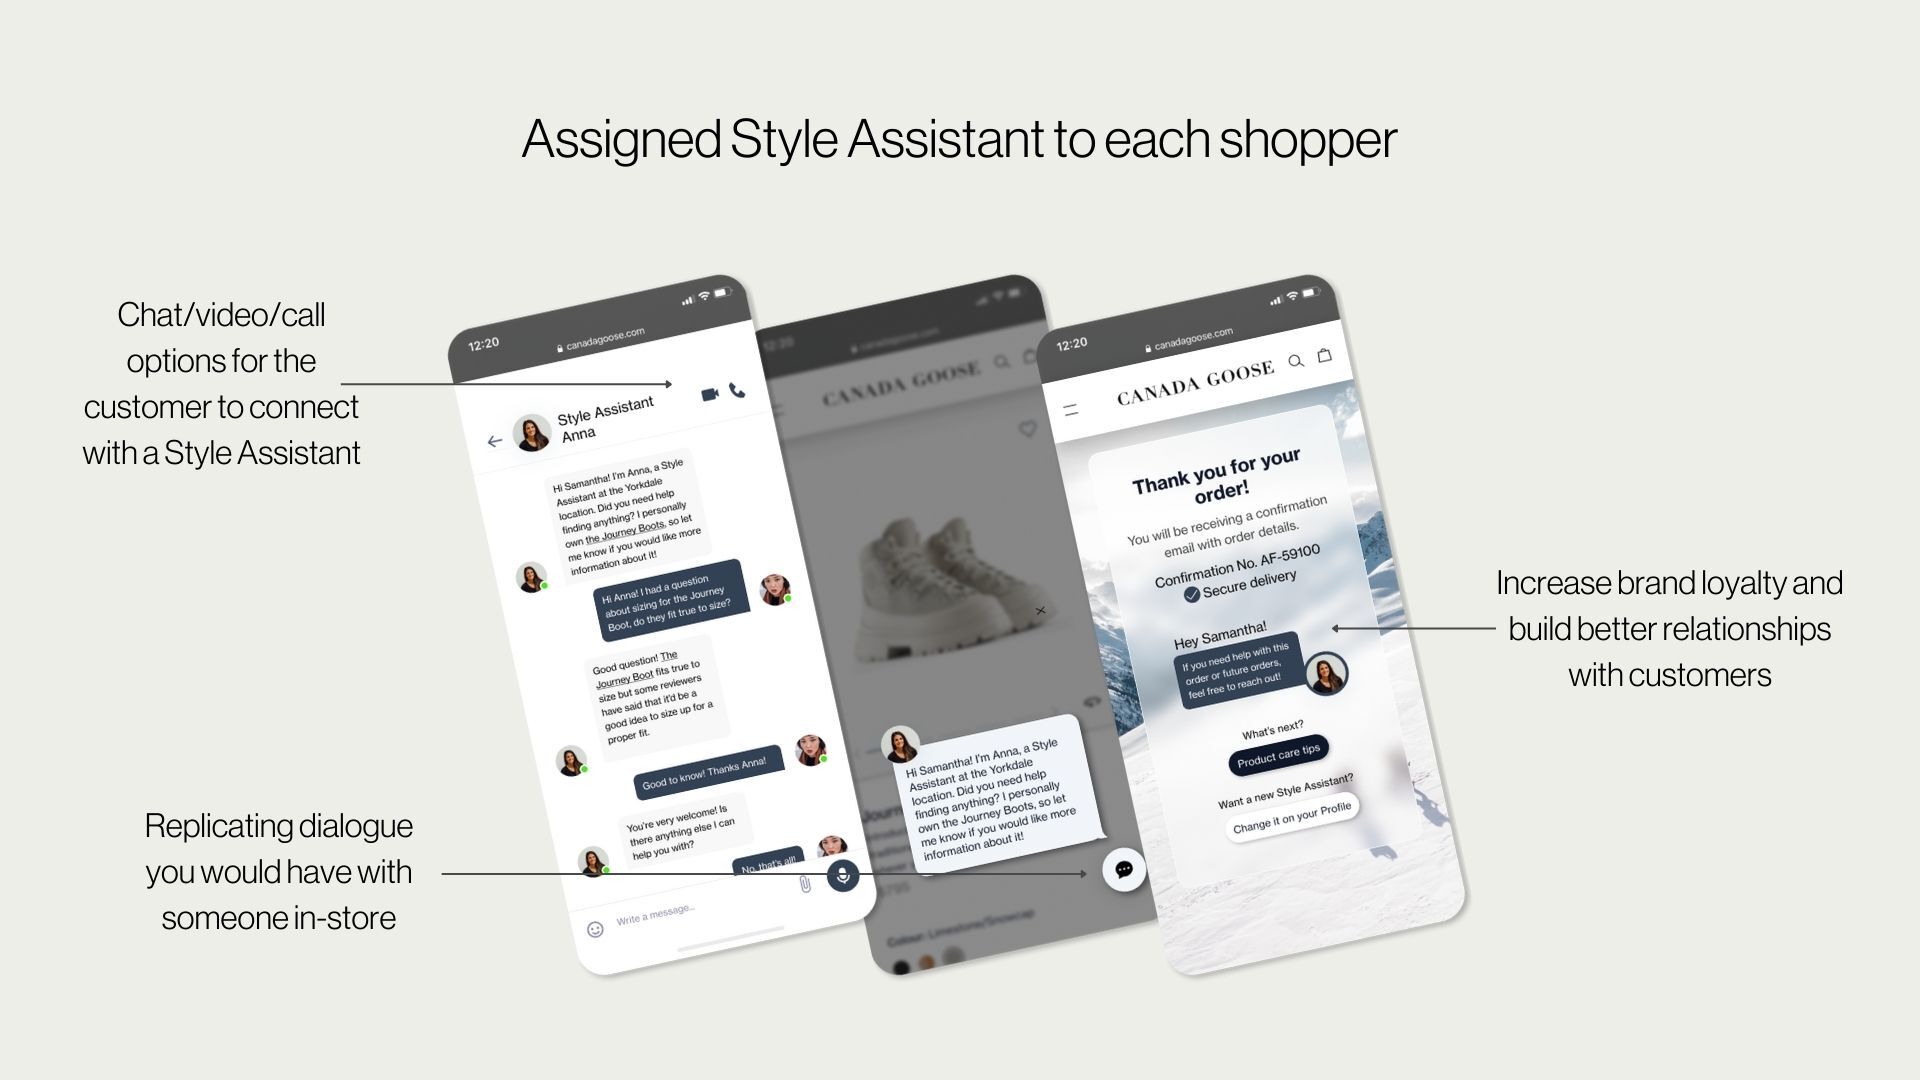 Assigned Style Assistant to each shopper
Chat/video/call
options for the
customer to connect
with a Style Assistant
Replicating dialogue
you would have with
someone in-store
12:20
canadagoose.com
Style Assistant
Anna
Hi Samantha! I'm Anna, a Style
Assistant at the Yorkdale
location. Did you need help
finding anything? I personally
own the Journey Boots, so let
me know if you would like more
information about it!
Hi Anna! I had a question
about sizing for the Journey
Boot, do they fit true to size?
Good question! The
Journey Boot fits true to
size but some reviewers
have said that it'd be a
good idea to size up for a
proper fit.
Good to know! Thanks Anna!
You're very welcome! Is
there anything else I can
help you with?
No, that's all!
Write a message...
12:20
canadagoose.com
CANADA GOOSE
Hi Samantha! I'm Anna, a Style
Assistant at the Yorkdale
location. Did you need help
finding anything? I personally
own the Journey Boots, so let
me know if you would like more
information about it!
Colour: Limestone/Snowcap
12:20
canadagoose.com
CANADA GOOSE
Thank you for your
order!
You will be receiving a confirmation
email with order details.
Confirmation No. AF-59100
Secure delivery
Hey Samantha!
If you need help with this
order or future orders,
feel free to reach out!
What's next?
Product care tips
Want a new Style Assistant?
Change it on your Profile
Increase brand loyalty and
build better relationships
with customers